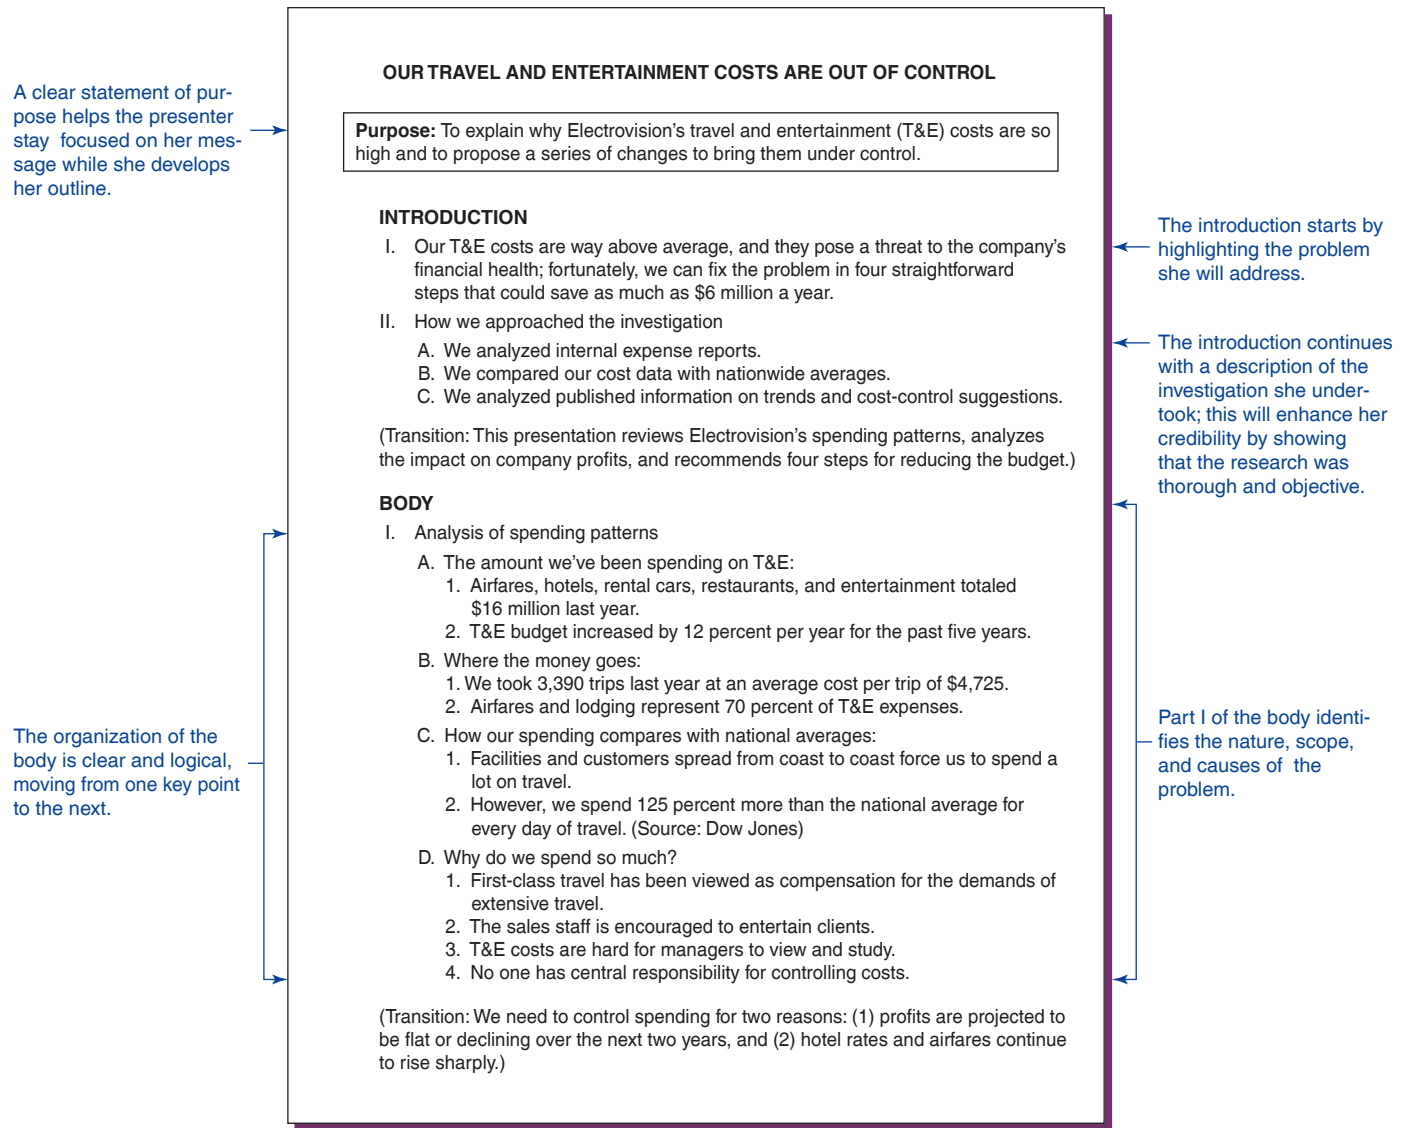 OUR TRAVEL AND ENTERTAINMENT COSTS ARE OUT OF CONTROL
A clear statement of pur-
pose helps the presenter
stay focused on her mes-
sage while she develops
her outline.
Purpose: To explain why Electrovision's travel and entertainment (T&E) costs are so
high and to propose a series of changes to bring them under control.
INTRODUCTION
I. Our T&E costs are way above average, and they pose a threat to the company's
financial health; fortunately, we can fix the problem in four straightforward
steps that could save as much as $6 million a year.
The introduction starts by
highlighting the problem
she will address.
II. How we approached the investigation
A. We analyzed internal expense reports.
B. We compared our cost data with nationwide averages.
C. We analyzed published information on trends and cost-control suggestions.
The introduction continues
with a description of the
investigation she under-
took; this will enhance her
credibility by showing
that the research was
thorough and objective.
(Transition: This presentation reviews Electrovision's spending patterns, analyzes
the impact on company profits, and recommends four steps for reducing the budget.)
BODY
I. Analysis of spending patterns
A. The amount we've been spending on T&E:
1. Airfares, hotels, rental cars, restaurants, and entertainment totaled
$16 million last year.
2. T&E budget increased by 12 percent per year for the past five years.
B. Where the money goes:
1. We took 3,390 trips last year at an average cost per trip of $4,725.
2. Airfares and lodging represent 70 percent of T&E expenses.
C. How our spending compares with national averages:
1. Facilities and customers spread from coast to coast force us to spend a
lot on travel.
2. However, we spend 125 percent more than the national average for
every day of travel. (Source: Dow Jones)
The organization of the
body is clear and logical,
moving from one key point
to the next.
Part I of the body identi-
fies the nature, scope,
and causes of the
problem.
D. Why do we spend so much?
1. First-class travel has been viewed as compensation for the demands of
extensive travel.
2. The sales staff is encouraged to entertain clients.
3. T&E costs are hard for managers to view and study.
4. No one has central responsibility for controlling costs.
(Transition: We need to control spending for two reasons: (1) profits are projected to
be flat or declining over the next two years, and (2) hotel rates and airfares continue
to rise sharply.)